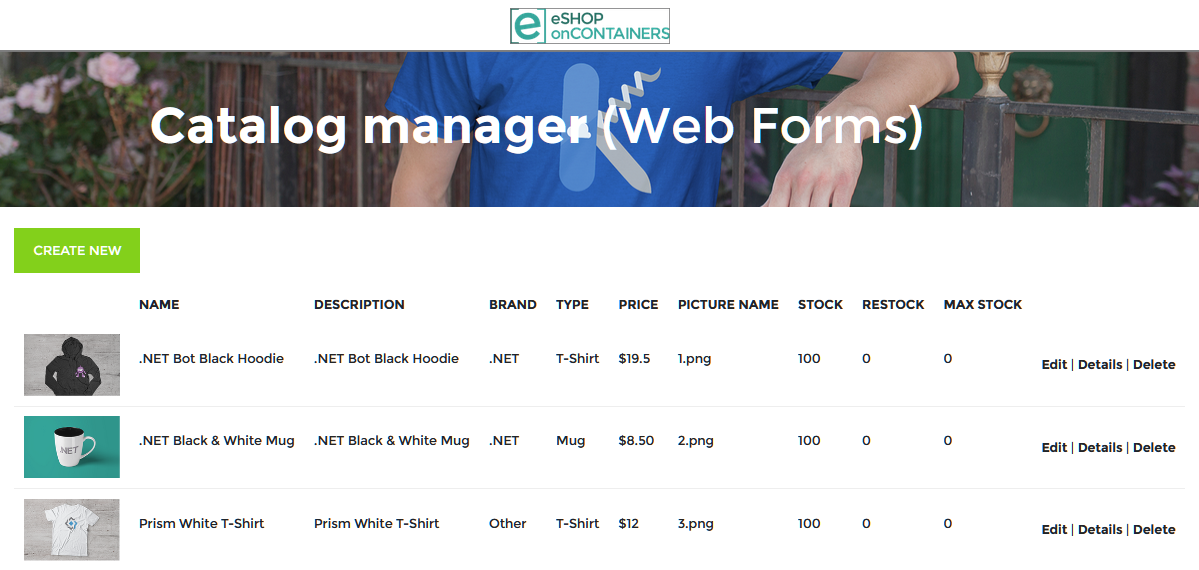 eSHOP
onCONTAINERS
Catalog manager (Web Forms)
CREATE NEW
NAME DESCRIPTION BRAND TYPE PRICE PICTURE NAME STOCK RESTOCK MAX STOCK
.NET Bot Black Hoodie .NET Bot Black Hoodie .NET T-Shirt $19.5 1.png 100 0 0 Edit | Details | Delete
.NET Black & White Mug .NET Black & White Mug .NET Mug $8.50 2.png 100 0 0 Edit | Details | Delete
.NET
Prism White T-Shirt Prism White T-Shirt Other T-Shirt $12 3.png 100 0 0 Edit | Details | Delete